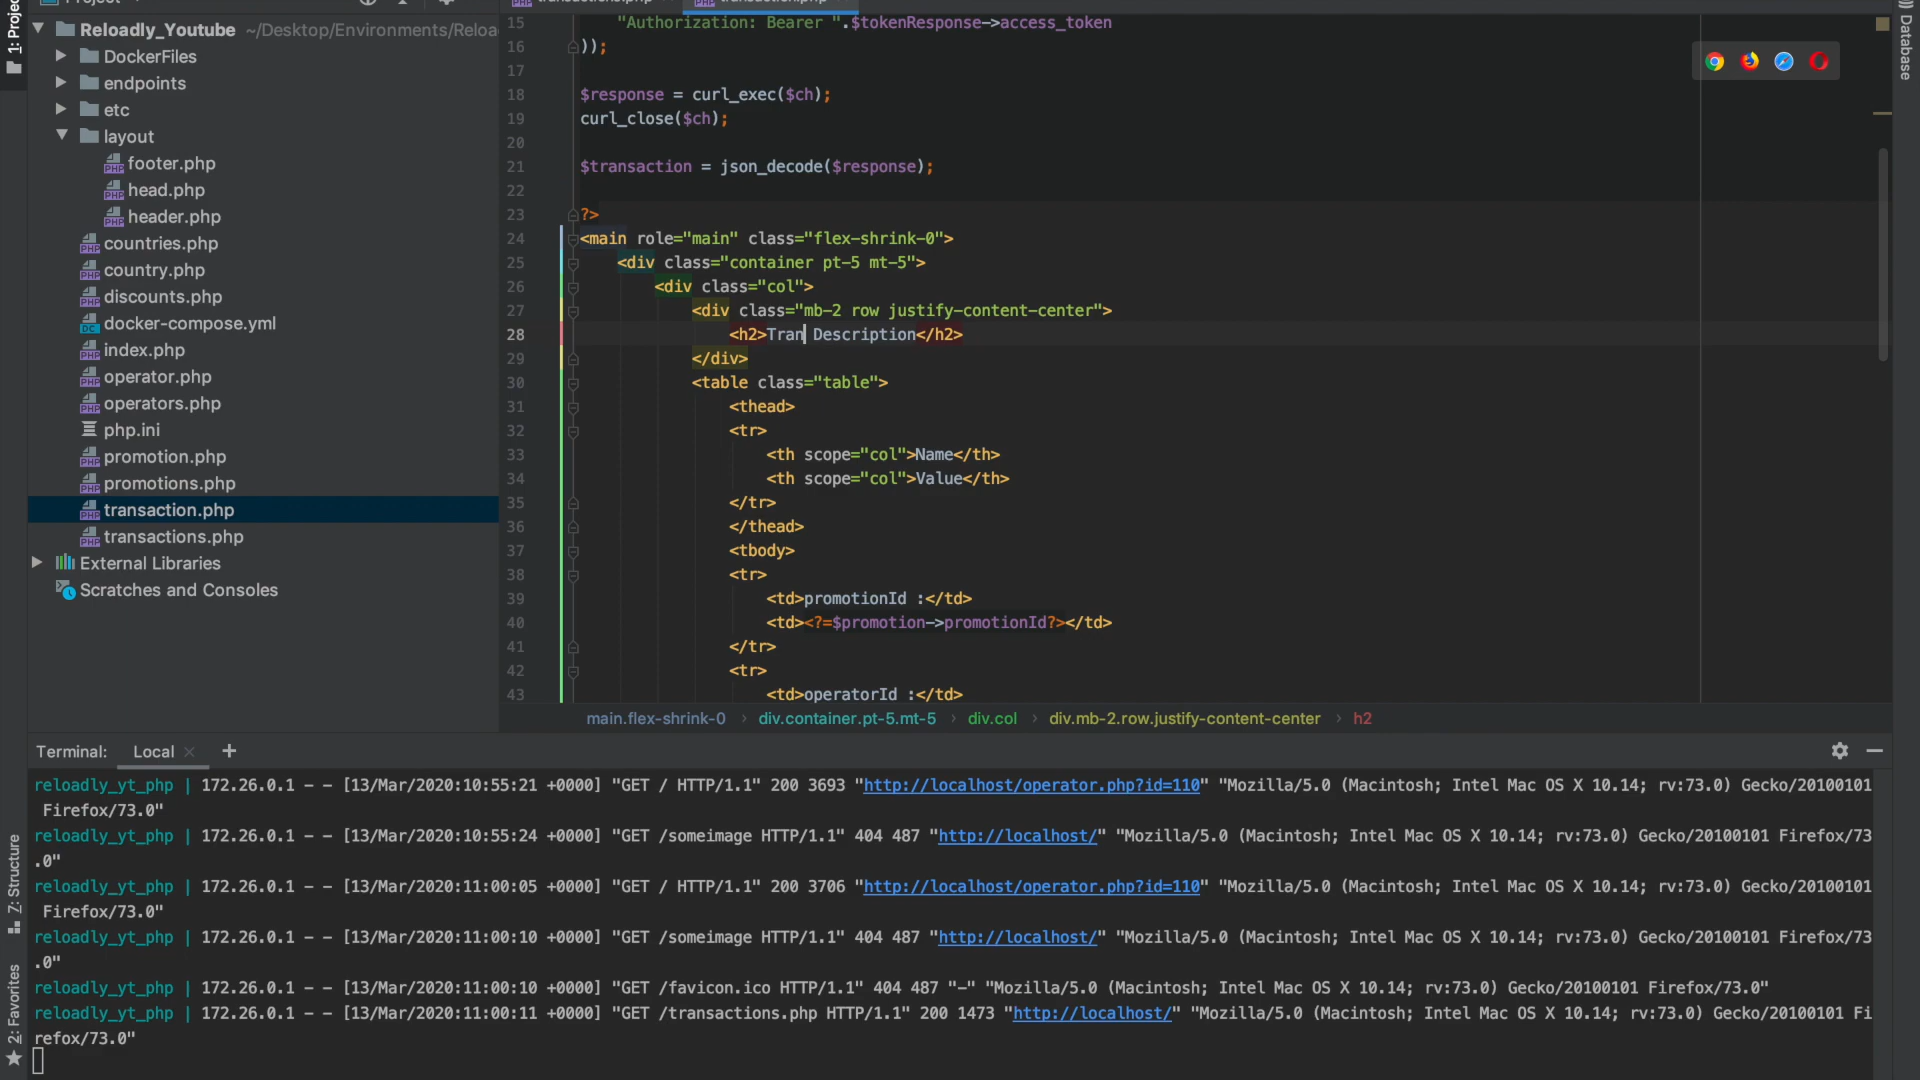 1: Project
Reloadly_Youtube ~/Desktop/Environments/Reloa
DockerFiles
endpoints
etc
layout
footer.php
head.php
header.php
countries.php
country.php
discounts.php
docker-compose.yml
index.php
operator.php
operators.php
php.ini
promotion.php
promotions.php
transaction.php
transactions.php
External Libraries
Scratches and Consoles
15 "Authorization: Bearer ".$tokenResponse->access_token
16 ));
17
18 $response = curl_exec($ch);
19 curl_close($ch);
20
21 $transaction = json_decode($response);
22
23 ?>
24 <main role="main" class="flex-shrink-0">
25 <div class="container pt-5 mt-5">
26 <div class="col">
27 <div class="mb-2 row justify-content-center">
28 <h2>Tran Description</h2>
29 </div>
30 <table class="table">
31 <thead>
32 <tr>
33 <th scope="col">Name</th>
34 <th scope="col">Value</th>
35 </tr>
36 </thead>
37 <tbody>
38 <tr>
39 <td>promotionId :</td>
40 <td><?=$promotion->promotionId?></td>
41 </tr>
42 <tr>
43 <td>operatorId :</td>
main.flex-shrink-0 › div.container.pt-5.mt-5 › div.col › div.mb-2.row.justify-content-center › h2
Database
Terminal: Local × +
reloadly_yt_php | 172.26.0.1 - - [13/Mar/2020:10:55:21 +0000] "GET / HTTP/1.1" 200 3693 "http://localhost/operator.php?id=110" "Mozilla/5.0 (Macintosh; Intel Mac OS X 10.14; rv:73.0) Gecko/20100101
Firefox/73.0"
reloadly_yt_php | 172.26.0.1 - - [13/Mar/2020:10:55:24 +0000] "GET /someimage HTTP/1.1" 404 487 "http://localhost/" "Mozilla/5.0 (Macintosh; Intel Mac OS X 10.14; rv:73.0) Gecko/20100101 Firefox/73
.0"
reloadly_yt_php | 172.26.0.1 - - [13/Mar/2020:11:00:05 +0000] "GET / HTTP/1.1" 200 3706 "http://localhost/operator.php?id=110" "Mozilla/5.0 (Macintosh; Intel Mac OS X 10.14; rv:73.0) Gecko/20100101
Firefox/73.0"
reloadly_yt_php | 172.26.0.1 - - [13/Mar/2020:11:00:10 +0000] "GET /someimage HTTP/1.1" 404 487 "http://localhost/" "Mozilla/5.0 (Macintosh; Intel Mac OS X 10.14; rv:73.0) Gecko/20100101 Firefox/73
.0"
reloadly_yt_php | 172.26.0.1 - - [13/Mar/2020:11:00:10 +0000] "GET /favicon.ico HTTP/1.1" 404 487 "-" "Mozilla/5.0 (Macintosh; Intel Mac OS X 10.14; rv:73.0) Gecko/20100101 Firefox/73.0"
reloadly_yt_php | 172.26.0.1 - - [13/Mar/2020:11:00:11 +0000] "GET /transactions.php HTTP/1.1" 200 1473 "http://localhost/" "Mozilla/5.0 (Macintosh; Intel Mac OS X 10.14; rv:73.0) Gecko/20100101 Fi
refox/73.0"
Z: Structure
2: Favorites